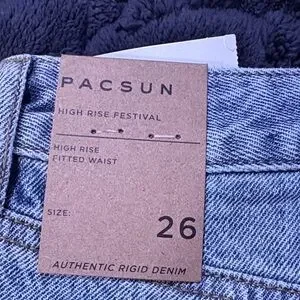 PACSUN
HIGH RISE FESTIVAL
HIGH RISE
FITTED WAIST
SIZE: 26
AUTHENTIC RIGID DENIM